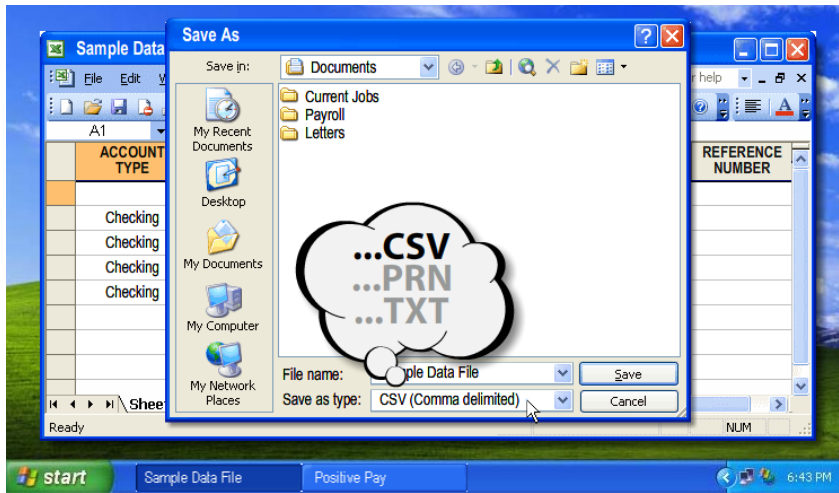 Sample Data
File Edit
r help
A1
ACCOUNT
TYPE
Checking
Checking
Checking
Checking
Save As
Save in:
Documents
My Recent
Documents
Desktop
My Documents
My Computer
My Network
Places
Current Jobs
Payroll
Letters
...CSV
...PRN
...TXT
File name:
ple Data File
Save
Save as type:
CSV (Comma delimited)
Cancel
REFERENCE
NUMBER
Shee
Ready
NUM
start
Sample Data File
Positive Pay
6:43 PM